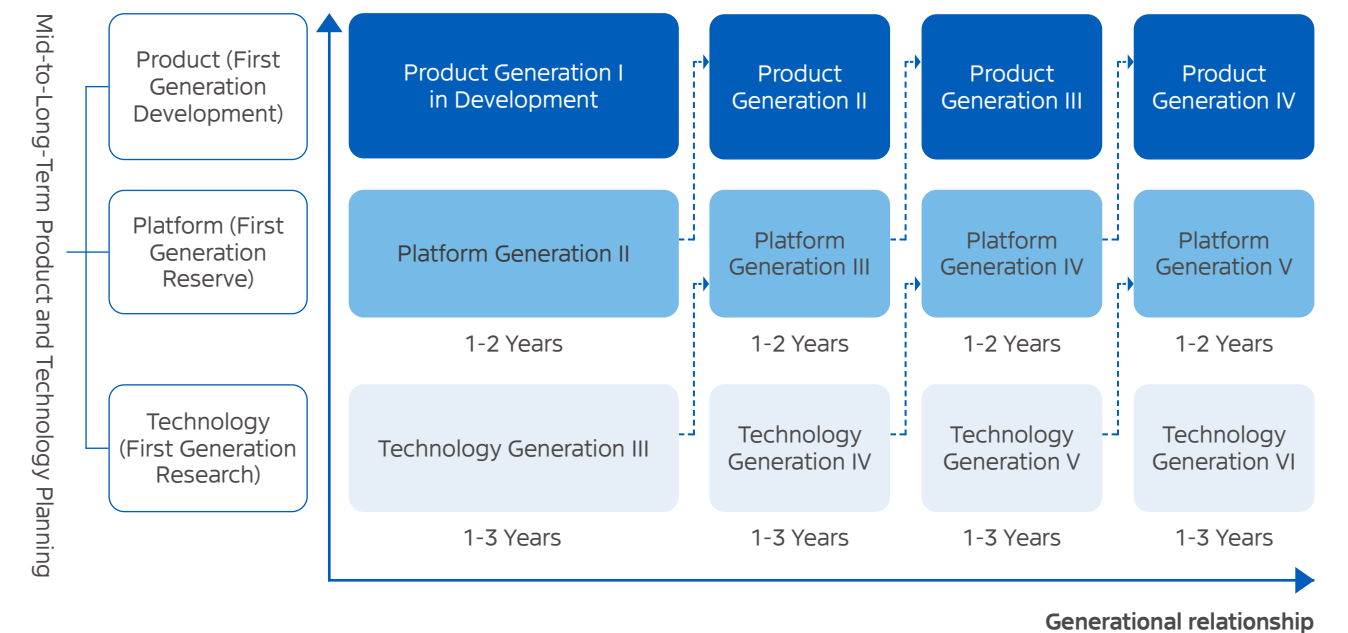 Mid-to-Long-Term Product and Technology Planning
Product (First
Generation
Development)
Product Generation I
in Development
Product
Generation II
Product
Generation III
Product
Generation IV
Platform (First
Generation
Reserve)
Platform Generation II
Platform
Generation III
Platform
Generation IV
Platform
Generation V
1-2 Years
1-2 Years
1-2 Years
1-2 Years
Technology
(First Generation
Research)
Technology Generation III
Technology
Generation IV
Technology
Generation V
Technology
Generation VI
1-3 Years
1-3 Years
1-3 Years
1-3 Years
Generational relationship